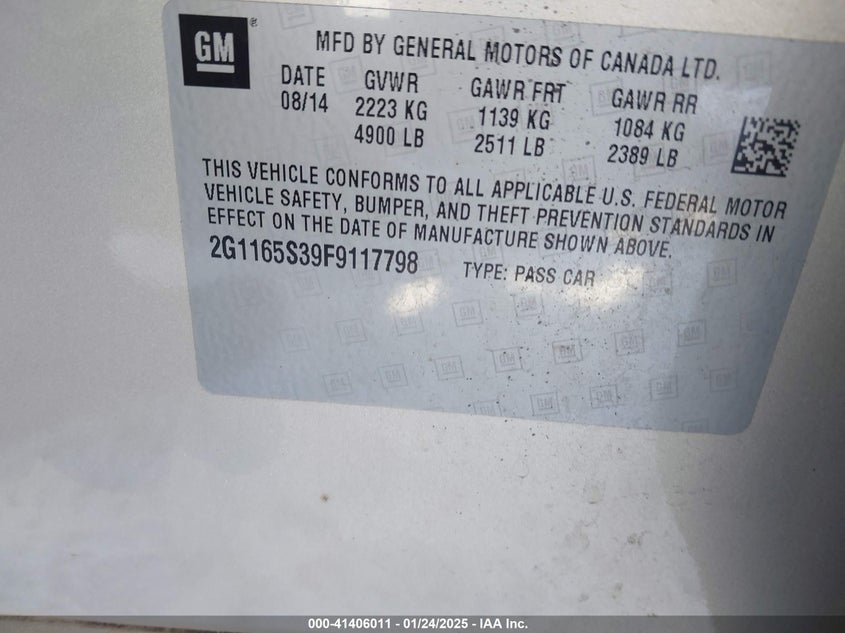 GM
MFD BY GENERAL MOTORS OF CANADA LTD.
DATE GVWR GAWR FRT GAWR RR
08/14 2223 KG 1139 KG 1084 KG
4900 LB 2511 LB 2389 LB
THIS VEHICLE CONFORMS TO ALL APPLICABLE U.S. FEDERAL MOTOR
VEHICLE SAFETY, BUMPER, AND THEFT PREVENTION STANDARDS IN
EFFECT ON THE DATE OF MANUFACTURE SHOWN ABOVE.
2G1165S39F9117798 TYPE: PASS CAR
000-41406011 - 01/24/2025 - IAA Inc.